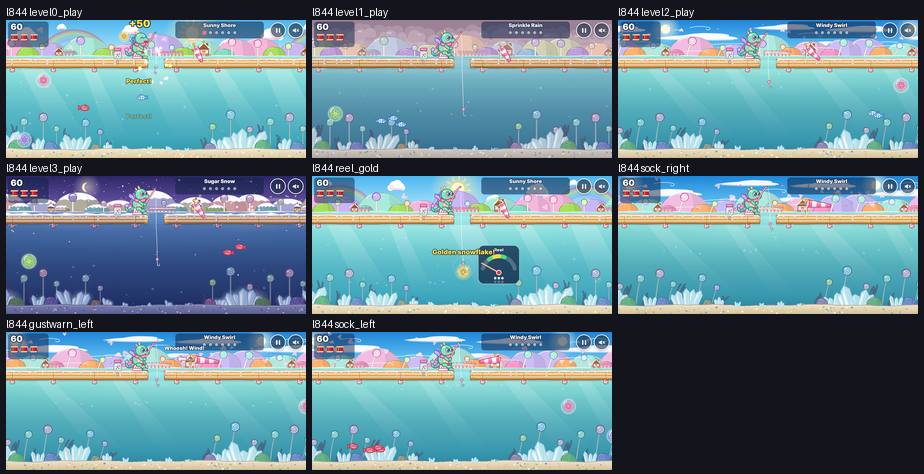 l844 level0_play
l844 level1_play
l844 level2_play
60
+50
Sunny Shore
60
Sprinkle Rain
60
Windy Swirl
Perfect!
Perfect!
l844 level3_play
l844 reel_gold
l844 sock_right
60
Sugar Snow
60
Sunny Shore
60
Windy Swirl
Golden snowflake!
Reel
l844 gustwarn_left
l844 sock_left
60
Windy Swirl
Whoosh! Wind!
60
Windy Swirl